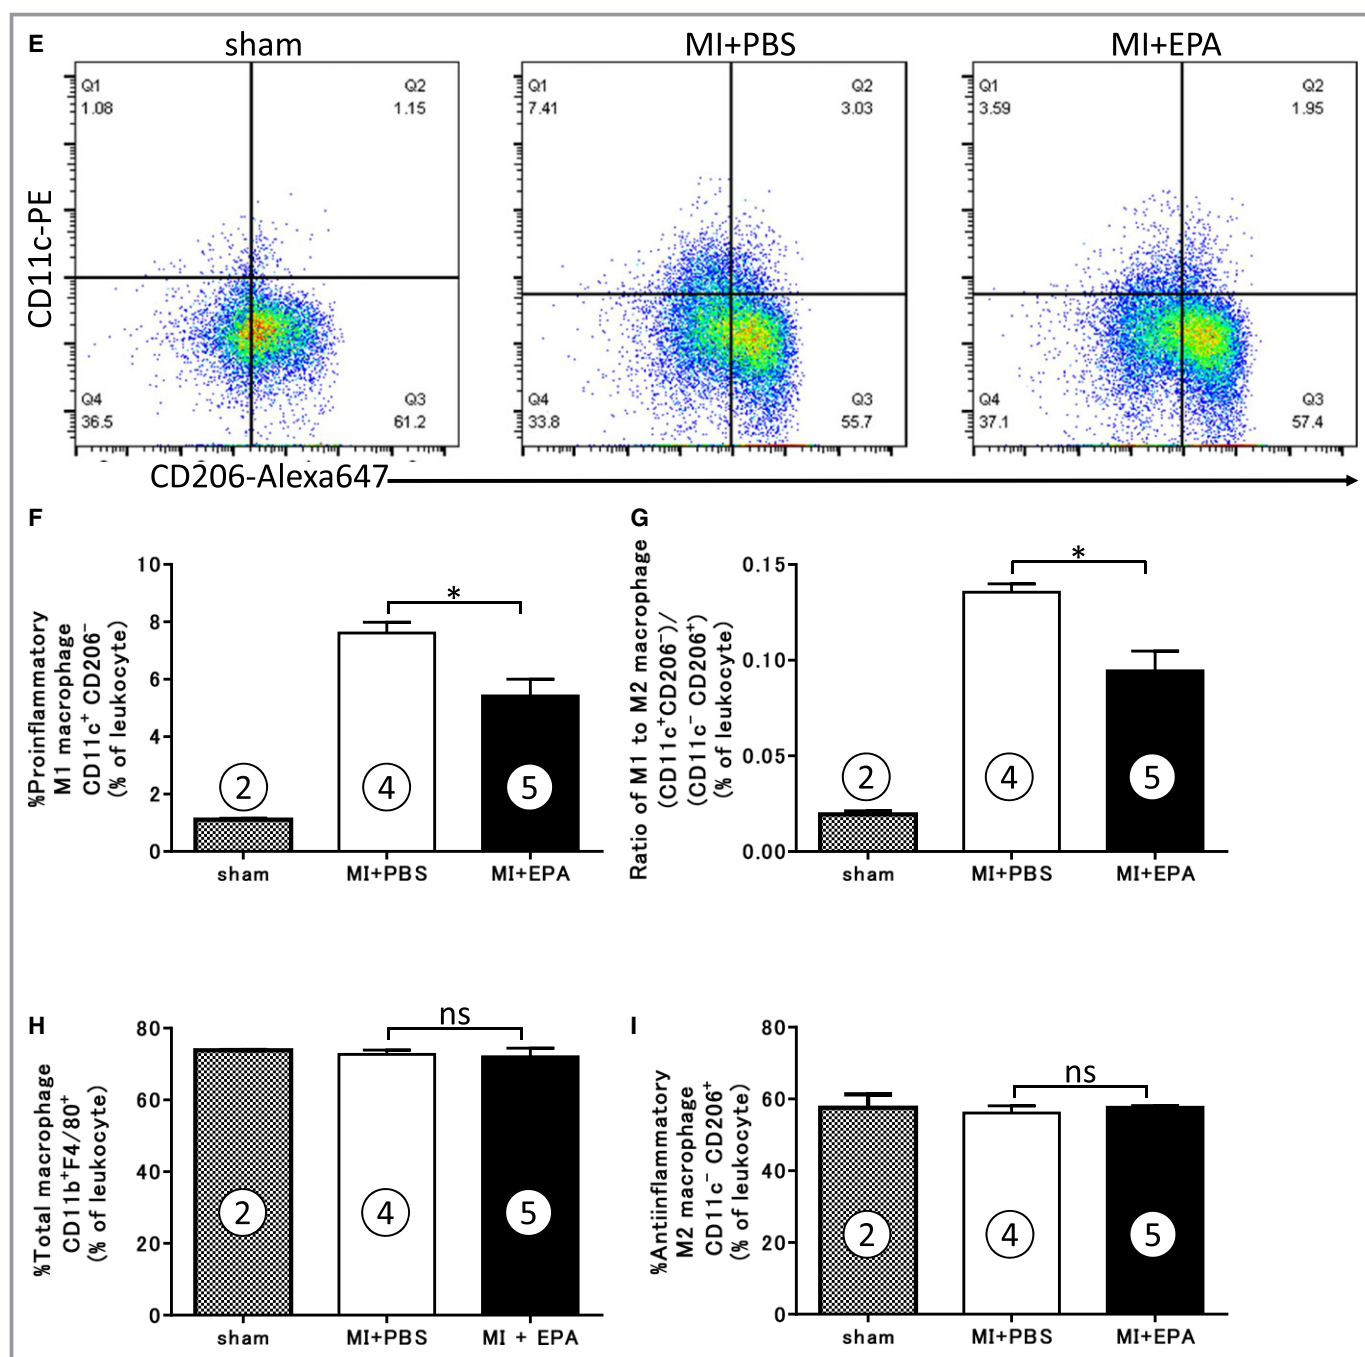 E
sham
MI+PBS
MI+EPA
Q1
1.08
Q2
1.15
Q4
36.5
Q3
61.2
Q1
7.41
Q2
3.03
Q4
33.8
Q3
55.7
Q1
3.59
Q2
1.95
Q4
37.1
Q3
57.4
CD11c-PE
CD206-Alexa647
F
%Proinflammatory
M1 macrophage
CD11c⁺ CD206⁻
(% of leukocyte)
10
8
6
4
2
0
*
2
4
5
sham
MI+PBS
MI+EPA
G
Ratio of M1 to M2 macrophage
(CD11c⁺CD206⁻)/
(CD11c⁻ CD206⁺)
(% of leukocyte)
0.15
0.10
0.05
0.00
*
2
4
5
sham
MI+PBS
MI+EPA
H
%Total macrophage
CD11b⁺F4/80⁺
(% of leukocyte)
80
60
40
20
0
ns
2
4
5
sham
MI+PBS
MI + EPA
I
%Antiinflammatory
M2 macrophage
CD11c⁻ CD206⁺
(% of leukocyte)
80
60
40
20
0
ns
2
4
5
sham
MI+PBS
MI+EPA